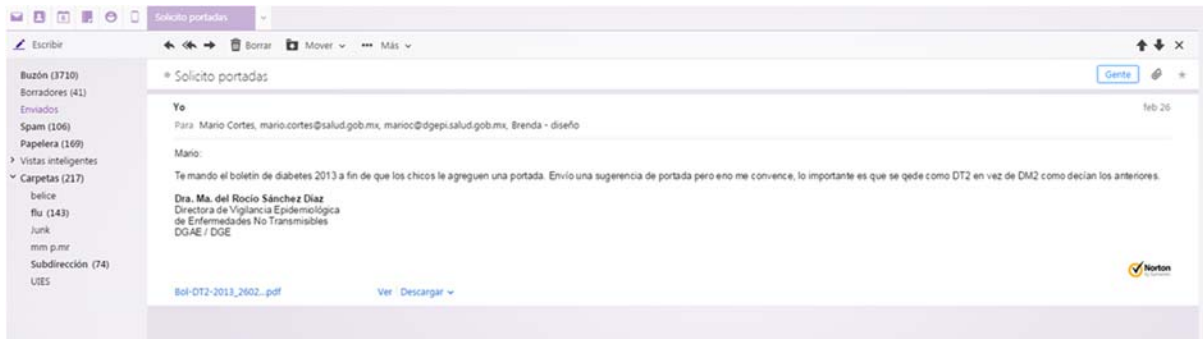 Solicito portadas
Escribir
Borrar Mover ••• Más
Buzón (3710)
Borradores (41)
Enviados
Spam (106)
Papelera (169)
Vistas inteligentes
Carpetas (217)
belice
flu (143)
Junk
mm p.mr
Subdirección (74)
UIES
Solicito portadas
Gente
Yo
feb 26
Para Mario Cortes, mario.cortes@salud.gob.mx, marioc@dgepi.salud.gob.mx, Brenda - diseño
Mario:
Te mando el boletín de diabetes 2013 a fin de que los chicos le agreguen una portada. Envío una sugerencia de portada pero eno me convence, lo importante es que se qede como DT2 en vez de DM2 como decían los anteriores.
Dra. Ma. del Rocío Sánchez Díaz
Directora de Vigilancia Epidemiológica
de Enfermedades No Transmisibles
DGAE / DGE
Norton
Bol-DT2-2013_2602...pdf
Ver Descargar